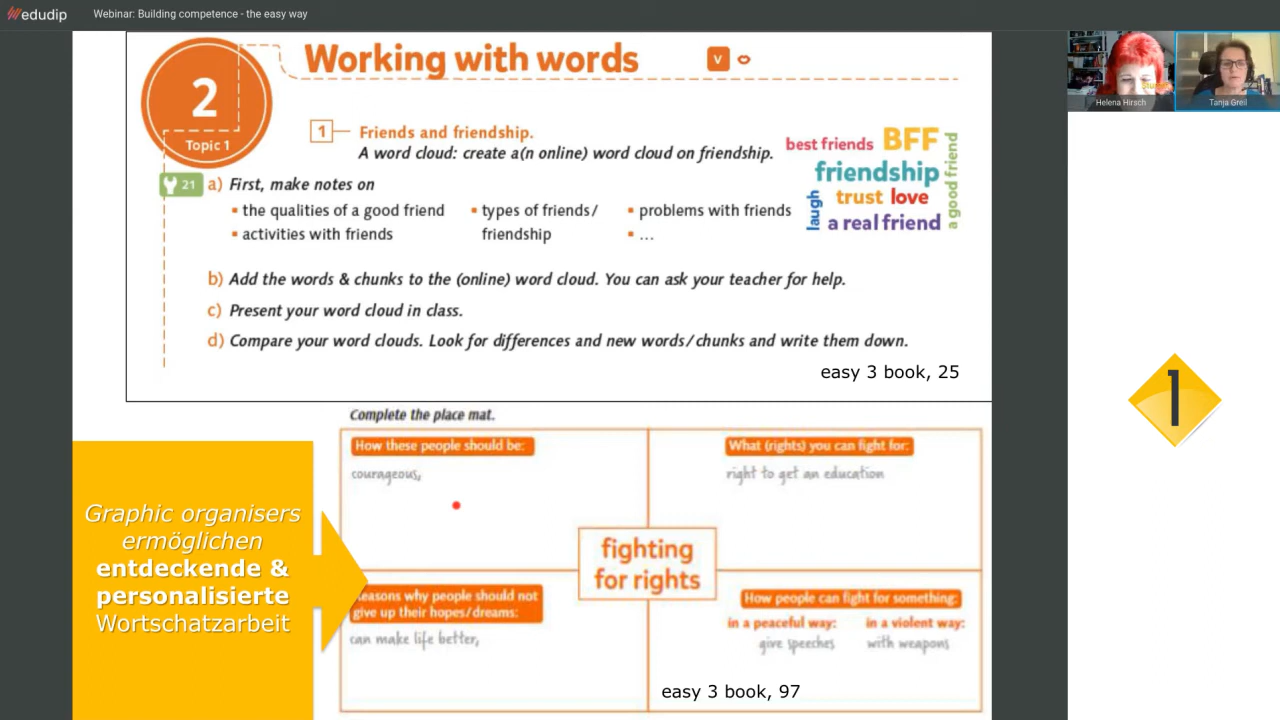 edudip
Webinar: Building competence - the easy way
Helena Hirsch
Tanja Greil
2
Topic 1
Working with words
V
1
Friends and friendship.
A word cloud: create a(n online) word cloud on friendship.
best friends
BFF
friendship
a good friend
laugh
trust
love
a real friend
21
a) First, make notes on
▪ the qualities of a good friend
▪ activities with friends
▪ types of friends/
friendship
▪ problems with friends
▪ ...
b) Add the words & chunks to the (online) word cloud. You can ask your teacher for help.
c) Present your word cloud in class.
d) Compare your word clouds. Look for differences and new words/chunks and write them down.
easy 3 book, 25
1
Graphic organisers
ermöglichen
entdeckende &
personalisierte
Wortschatzarbeit
Complete the place mat.
How these people should be:
courageous,
What (rights) you can fight for:
right to get an education
fighting
for rights
easons why people should not
give up their hopes/dreams:
can make life better,
How people can fight for something:
in a peaceful way:
in a violent way:
give speeches
with weapons
easy 3 book, 97